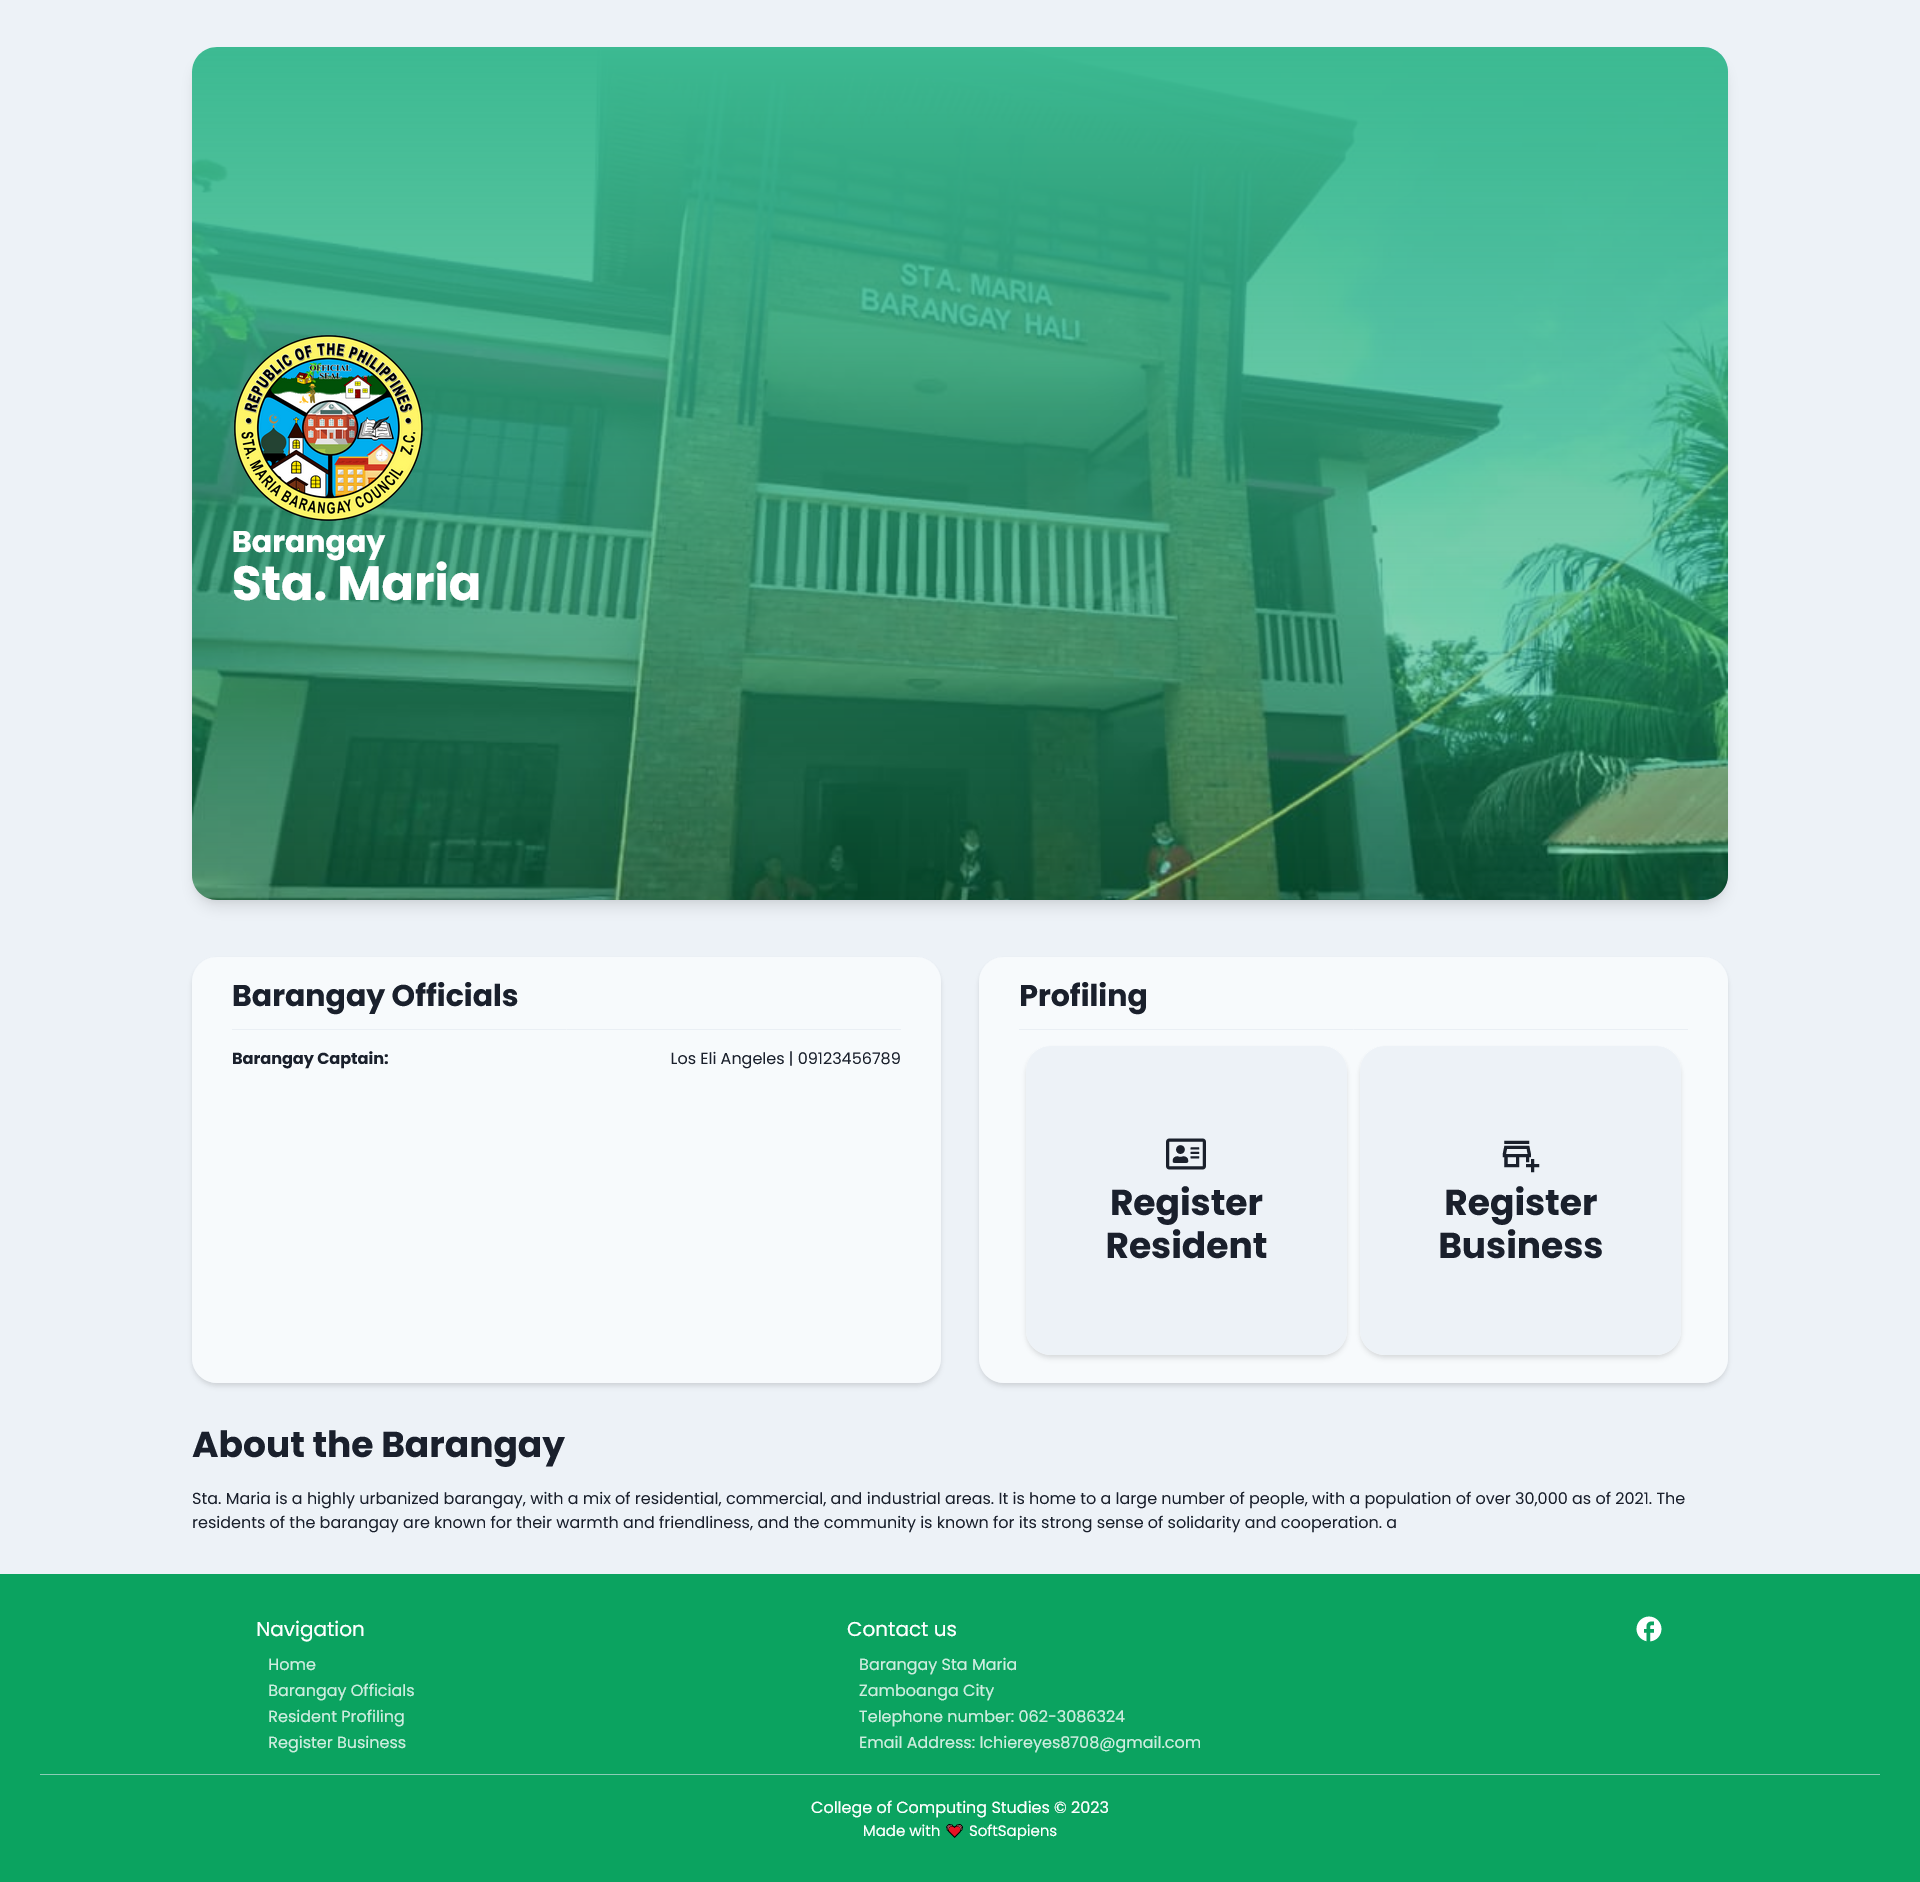 STA. MARIA
BARANGAY HALL
REPUBLIC OF THE PHILIPPINES
OFFICIAL
SEAL
STA. MARIA BARANGAY COUNCIL Z.C.
Barangay
Sta. Maria
Barangay Officials
Barangay Captain: Los Eli Angeles | 09123456789
Profiling
Register
Resident
Register
Business
About the Barangay
Sta. Maria is a highly urbanized barangay, with a mix of residential, commercial, and industrial areas. It is home to a large number of people, with a population of over 30,000 as of 2021. The
residents of the barangay are known for their warmth and friendliness, and the community is known for its strong sense of solidarity and cooperation. a
Navigation
Home
Barangay Officials
Resident Profiling
Register Business
Contact us
Barangay Sta Maria
Zamboanga City
Telephone number: 062-3086324
Email Address: lchiereyes8708@gmail.com
College of Computing Studies © 2023
Made with ❤ SoftSapiens